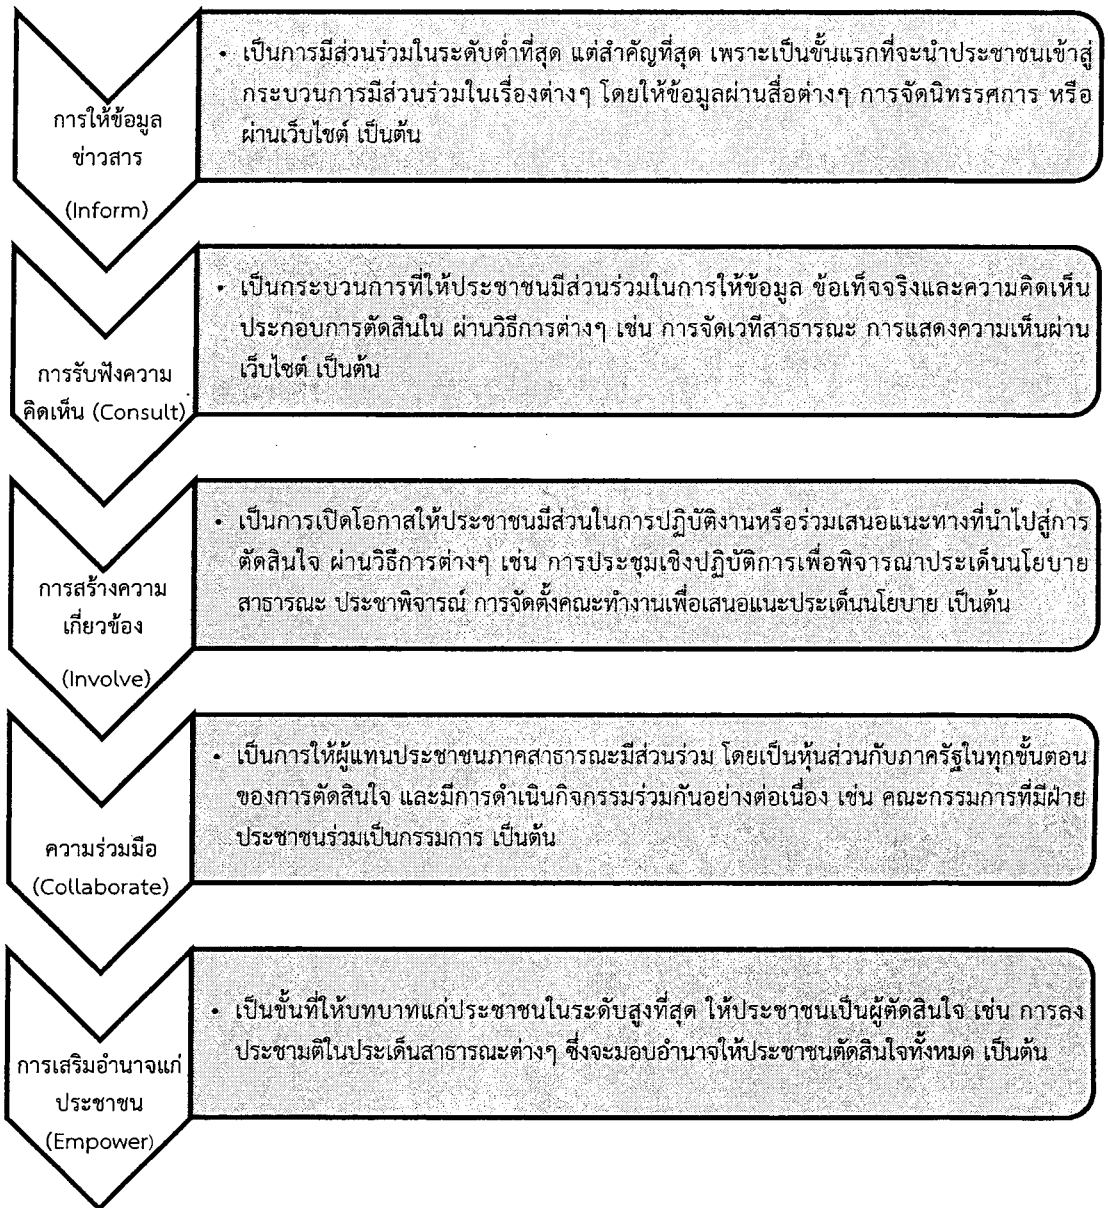 การให้ข้อมูล
ข่าวสาร
(Inform)
• เป็นการมีส่วนร่วมในระดับต่ำที่สุด แต่สำคัญที่สุด เพราะเป็นขั้นแรกที่จะนำประชาชนเข้าสู่
กระบวนการมีส่วนร่วมในเรื่องต่างๆ โดยให้ข้อมูลผ่านสื่อต่างๆ การจัดนิทรรศการ หรือ
ผ่านเว็บไซต์ เป็นต้น
การรับฟังความ
คิดเห็น (Consult)
• เป็นกระบวนการที่ให้ประชาชนมีส่วนร่วมในการให้ข้อมูล ข้อเท็จจริงและความคิดเห็น
ประกอบการตัดสินใน ผ่านวิธีการต่างๆ เช่น การจัดเวทีสาธารณะ การแสดงความเห็นผ่าน
เว็บไซต์ เป็นต้น
การสร้างความ
เกี่ยวข้อง
(Involve)
• เป็นการเปิดโอกาสให้ประชาชนมีส่วนในการปฏิบัติงานหรือร่วมเสนอแนะทางที่นำไปสู่การ
ตัดสินใจ ผ่านวิธีการต่างๆ เช่น การประชุมเชิงปฏิบัติการเพื่อพิจารณาประเด็นนโยบาย
สาธารณะ ประชาพิจารณ์ การจัดตั้งคณะทำงานเพื่อเสนอแนะประเด็นนโยบาย เป็นต้น
ความร่วมมือ
(Collaborate)
• เป็นการให้ผู้แทนประชาชนภาคสาธารณะมีส่วนร่วม โดยเป็นหุ้นส่วนกับภาครัฐในทุกขั้นตอน
ของการตัดสินใจ และมีการดำเนินกิจกรรมร่วมกันอย่างต่อเนื่อง เช่น คณะกรรมการที่มีฝ่าย
ประชาชนร่วมเป็นกรรมการ เป็นต้น
การเสริมอำนาจแก่
ประชาชน
(Empower)
• เป็นขั้นที่ให้บทบาทแก่ประชาชนในระดับสูงที่สุด ให้ประชาชนเป็นผู้ตัดสินใจ เช่น การลง
ประชามติในประเด็นสาธารณะต่างๆ ซึ่งจะมอบอำนาจให้ประชาชนตัดสินใจทั้งหมด เป็นต้น